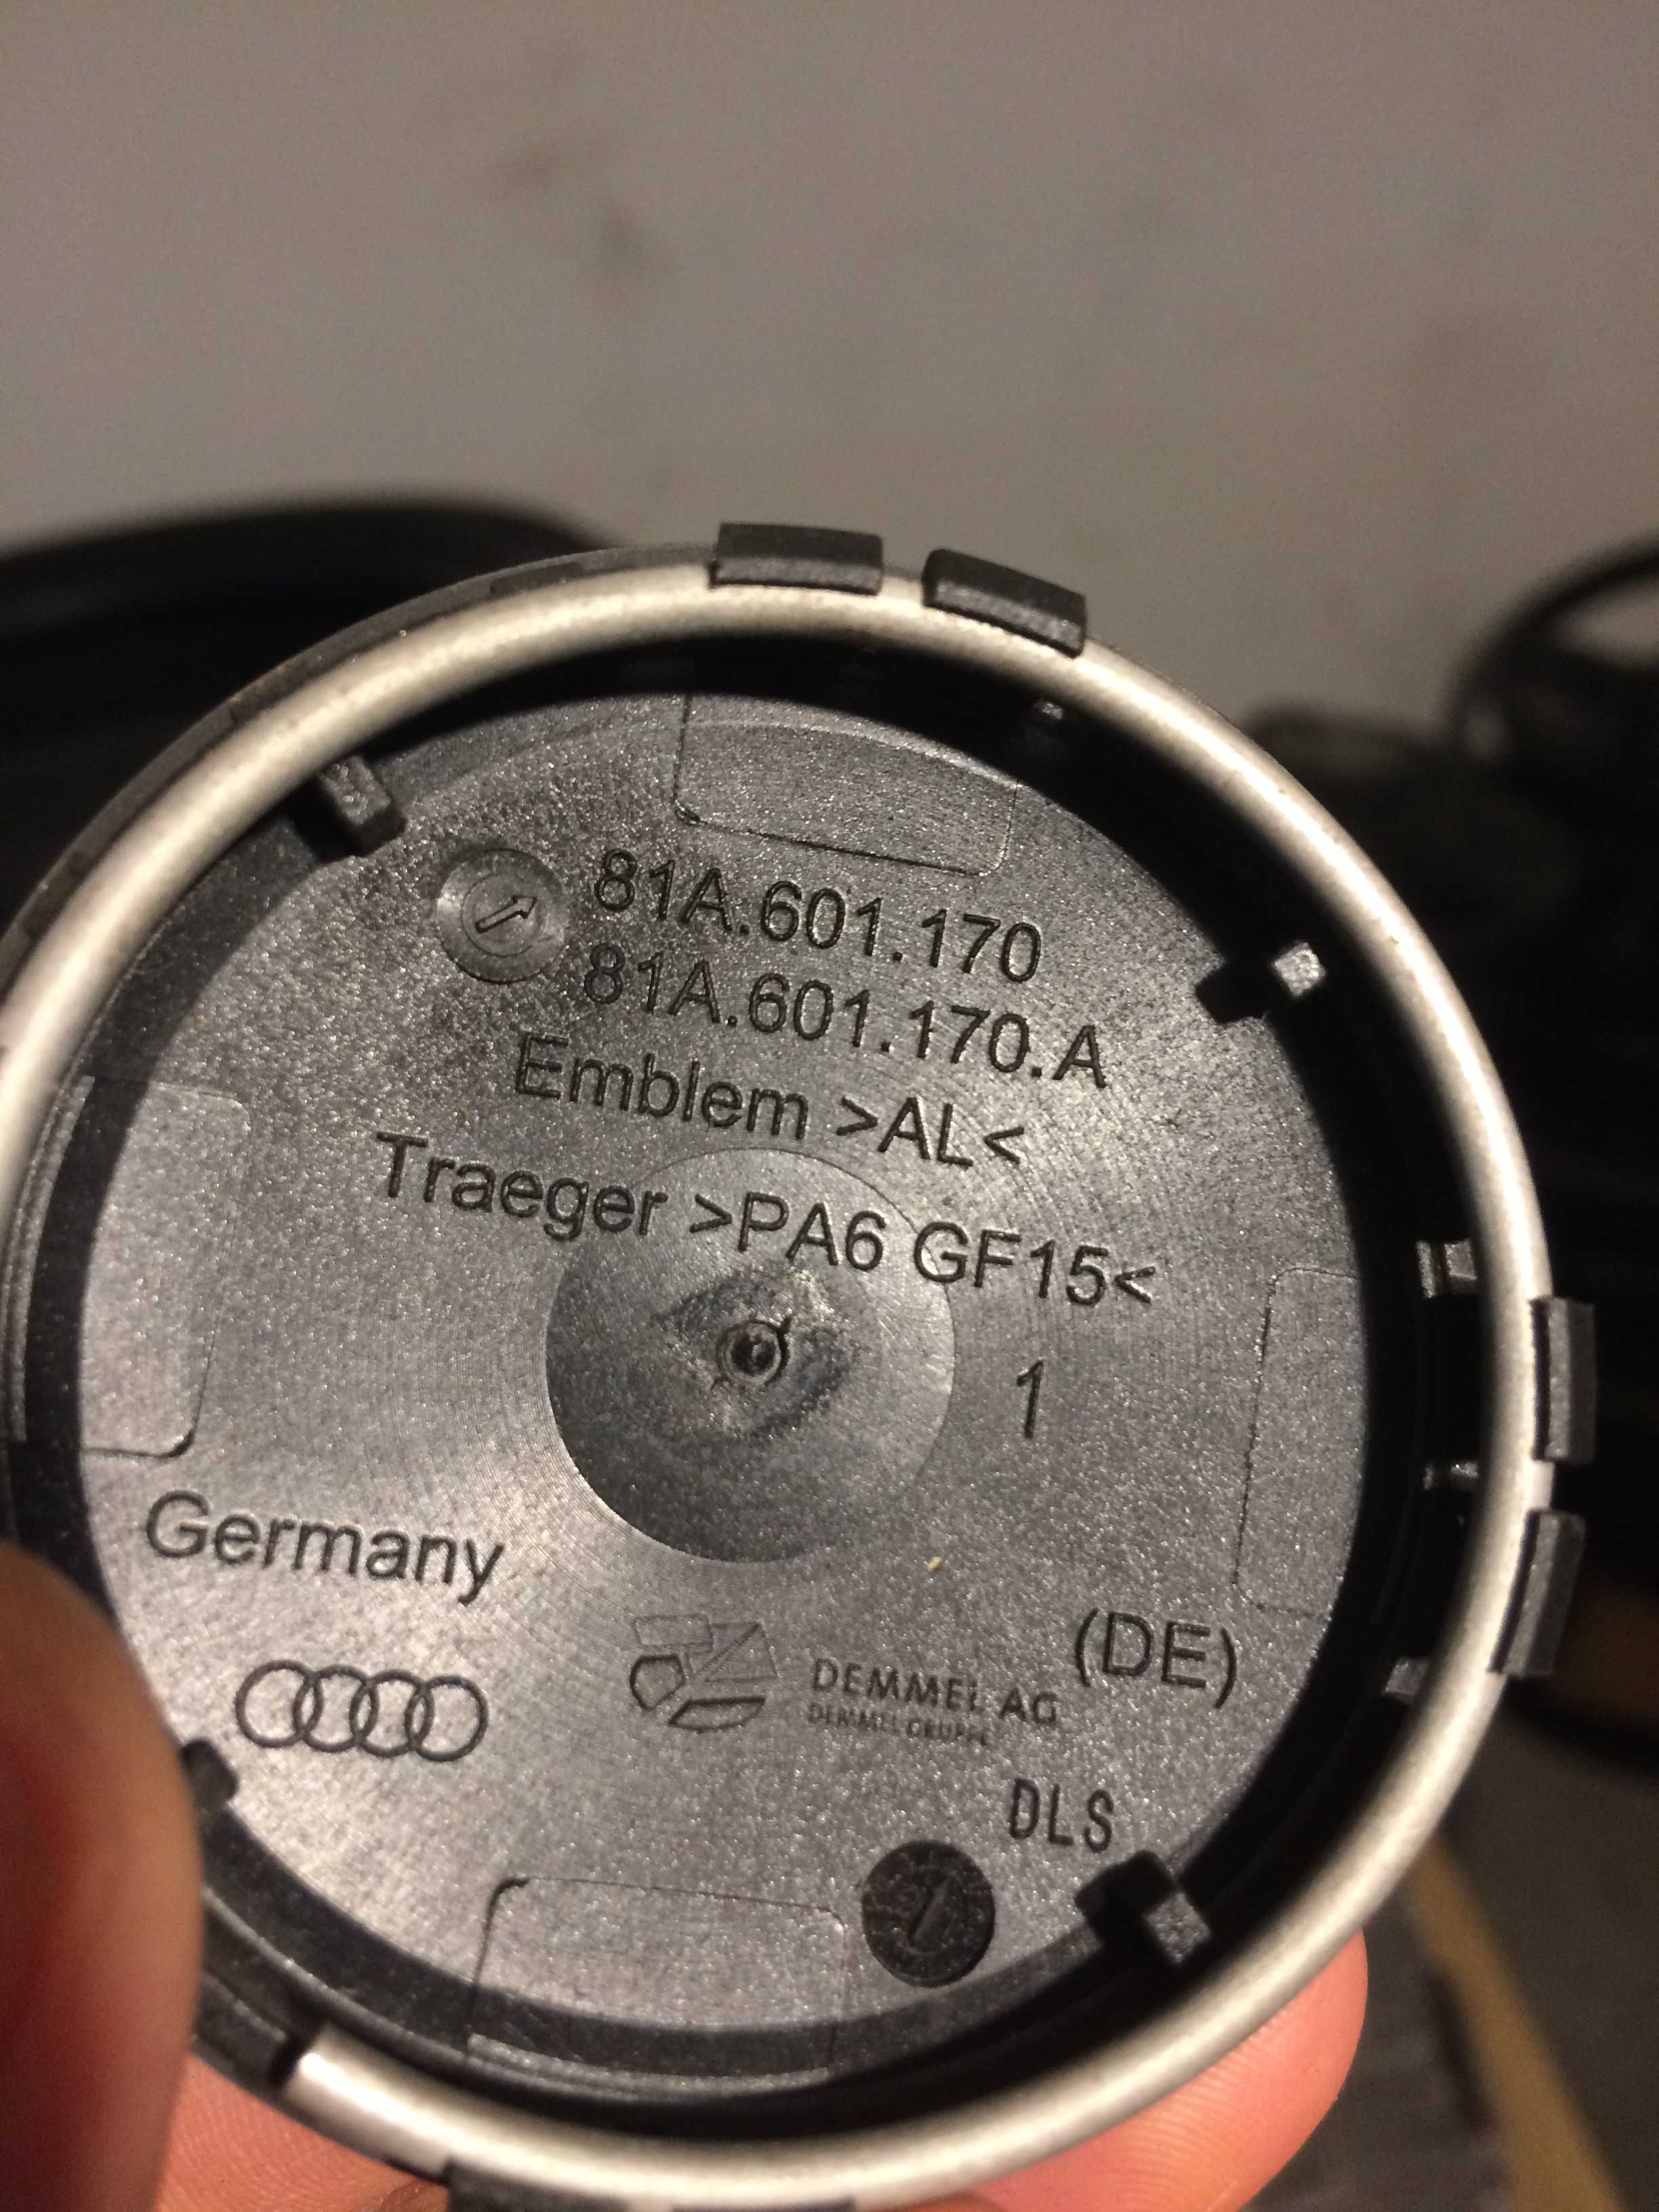 81A.601.170
81A.601.170.A
Emblem >AL<
Traeger >PA6 GF15<
1
Germany
(DE)
DEMMEL AG
DEMMEL GRUPPE
DLS